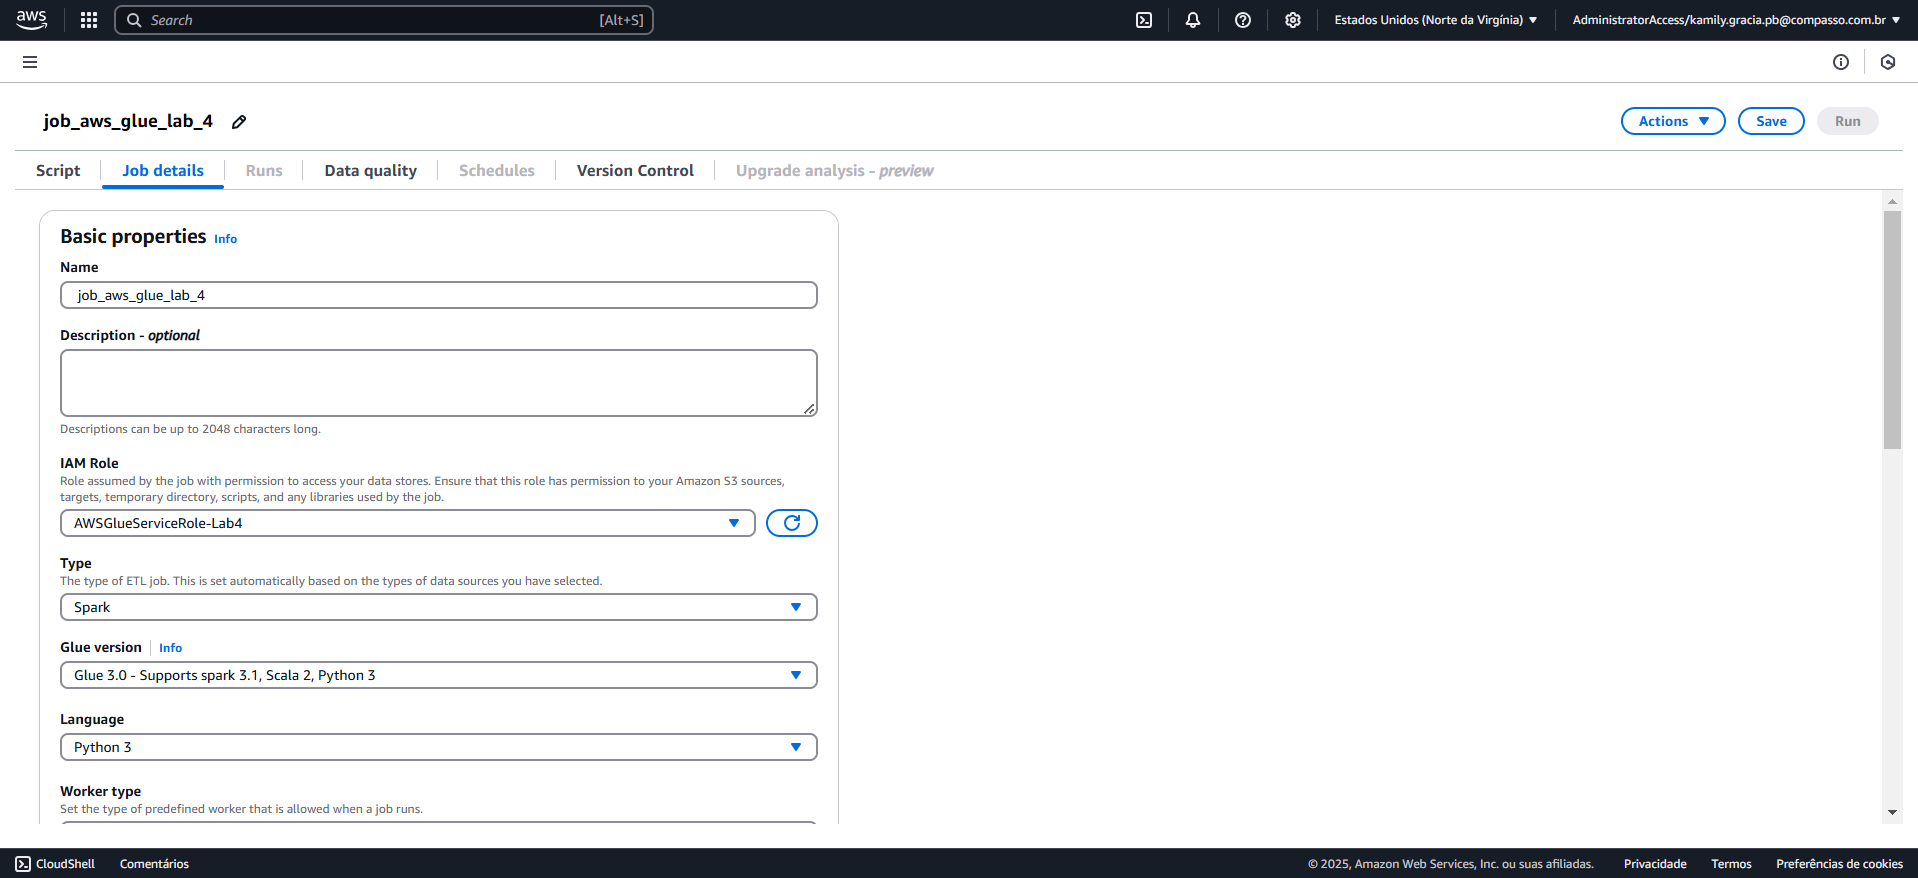 aws
Search [Alt+S]
Estados Unidos (Norte da Virgínia)
AdministratorAccess/kamily.gracia.pb@compasso.com.br
job_aws_glue_lab_4
Actions
Save
Run
Script
Job details
Runs
Data quality
Schedules
Version Control
Upgrade analysis - preview
Basic properties Info
Name
job_aws_glue_lab_4
Description - optional
Descriptions can be up to 2048 characters long.
IAM Role
Role assumed by the job with permission to access your data stores. Ensure that this role has permission to your Amazon S3 sources,
targets, temporary directory, scripts, and any libraries used by the job.
AWSGlueServiceRole-Lab4
Type
The type of ETL job. This is set automatically based on the types of data sources you have selected.
Spark
Glue version Info
Glue 3.0 - Supports spark 3.1, Scala 2, Python 3
Language
Python 3
Worker type
Set the type of predefined worker that is allowed when a job runs.
CloudShell
Comentários
© 2025, Amazon Web Services, Inc. ou suas afiliadas.
Privacidade
Termos
Preferências de cookies